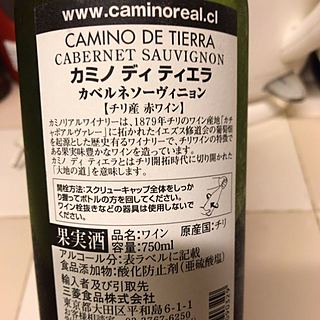 www.caminoreal.cl
CAMINO DE TIERRA
CABERNET SAUVIGNON
カミノ ディ ティエラ
カベルネソーヴィニョン
【チリ産 赤ワイン】
カミノリアルワイナリーは、1879年チリのワイン産地「カチ
ャポアルヴァレー」に拓かれたイエズス修道会の葡萄畑
を起源とした歴史有るワイナリーで、チリワインの特徴で
ある果実味豊かなワインを造っています。
カミノ ディ ティエラとはチリ開拓時代に切り開かれた
「大地の道」を意味します。
開栓方法:スクリューキャップ全体をしっか
り握ってボトルの方を回してください。
ワイン栓抜きなどの器具は使用しないで
ください。
果実酒
品名:ワイン 原産国:チリ
容量:750ml
アルコール分:表ラベルに記載
食品添加物:酸化防止剤(亜硫酸塩)
輸入者及び引取先
三菱食品株式会社
東京都大田区平和島6-1-1
お客様相談室 03-3767-6250